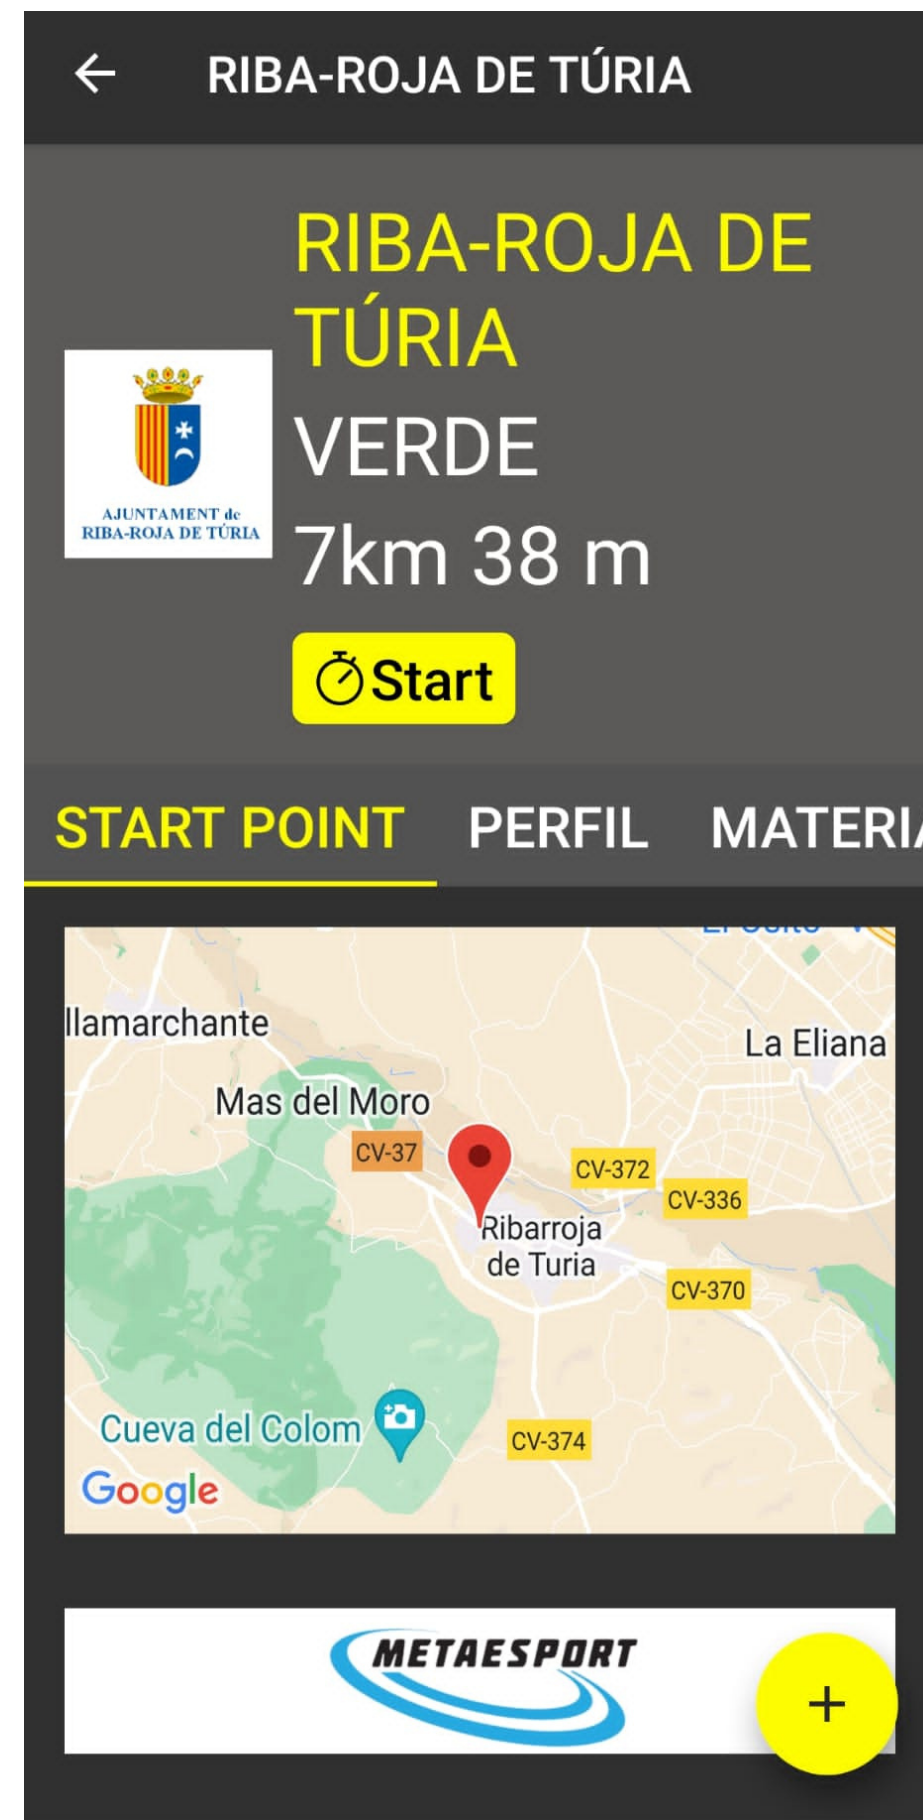 RIBA-ROJA DE TÚRIA
RIBA-ROJA DE
TÚRIA
VERDE
7km 38 m
AJUNTAMENT de
RIBA-ROJA DE TÚRIA
Start
START POINT
PERFIL
MATERIA
llamarchante
La Eliana
Mas del Moro
CV-37
CV-372
CV-336
Ribarroja
de Turia
CV-370
Cueva del Colom
CV-374
Google
METAESPORT
+